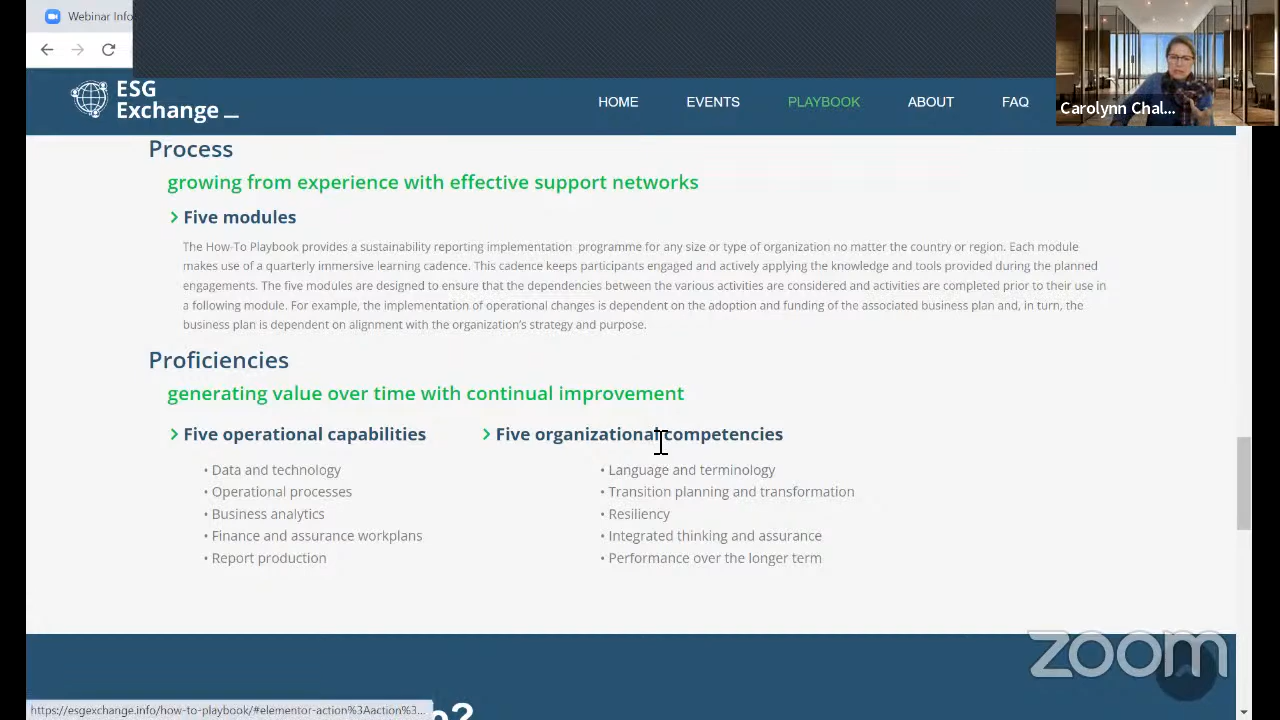 Webinar Info
ESG
Exchange
HOME EVENTS PLAYBOOK ABOUT FAQ
Carolynn Chal...
Process
growing from experience with effective support networks
Five modules
The How-To Playbook provides a sustainability reporting implementation programme for any size or type of organization no matter the country or region. Each module
makes use of a quarterly immersive learning cadence. This cadence keeps participants engaged and actively applying the knowledge and tools provided during the planned
engagements. The five modules are designed to ensure that the dependencies between the various activities are considered and activities are completed prior to their use in
a following module. For example, the implementation of operational changes is dependent on the adoption and funding of the associated business plan and, in turn, the
business plan is dependent on alignment with the organization's strategy and purpose.
Proficiencies
generating value over time with continual improvement
Five operational capabilities
• Data and technology
• Operational processes
• Business analytics
• Finance and assurance workplans
• Report production
Five organizational competencies
• Language and terminology
• Transition planning and transformation
• Resiliency
• Integrated thinking and assurance
• Performance over the longer term
zoom
https://esgexchange.info/how-to-playbook/#elementor-action%3Aaction%3...